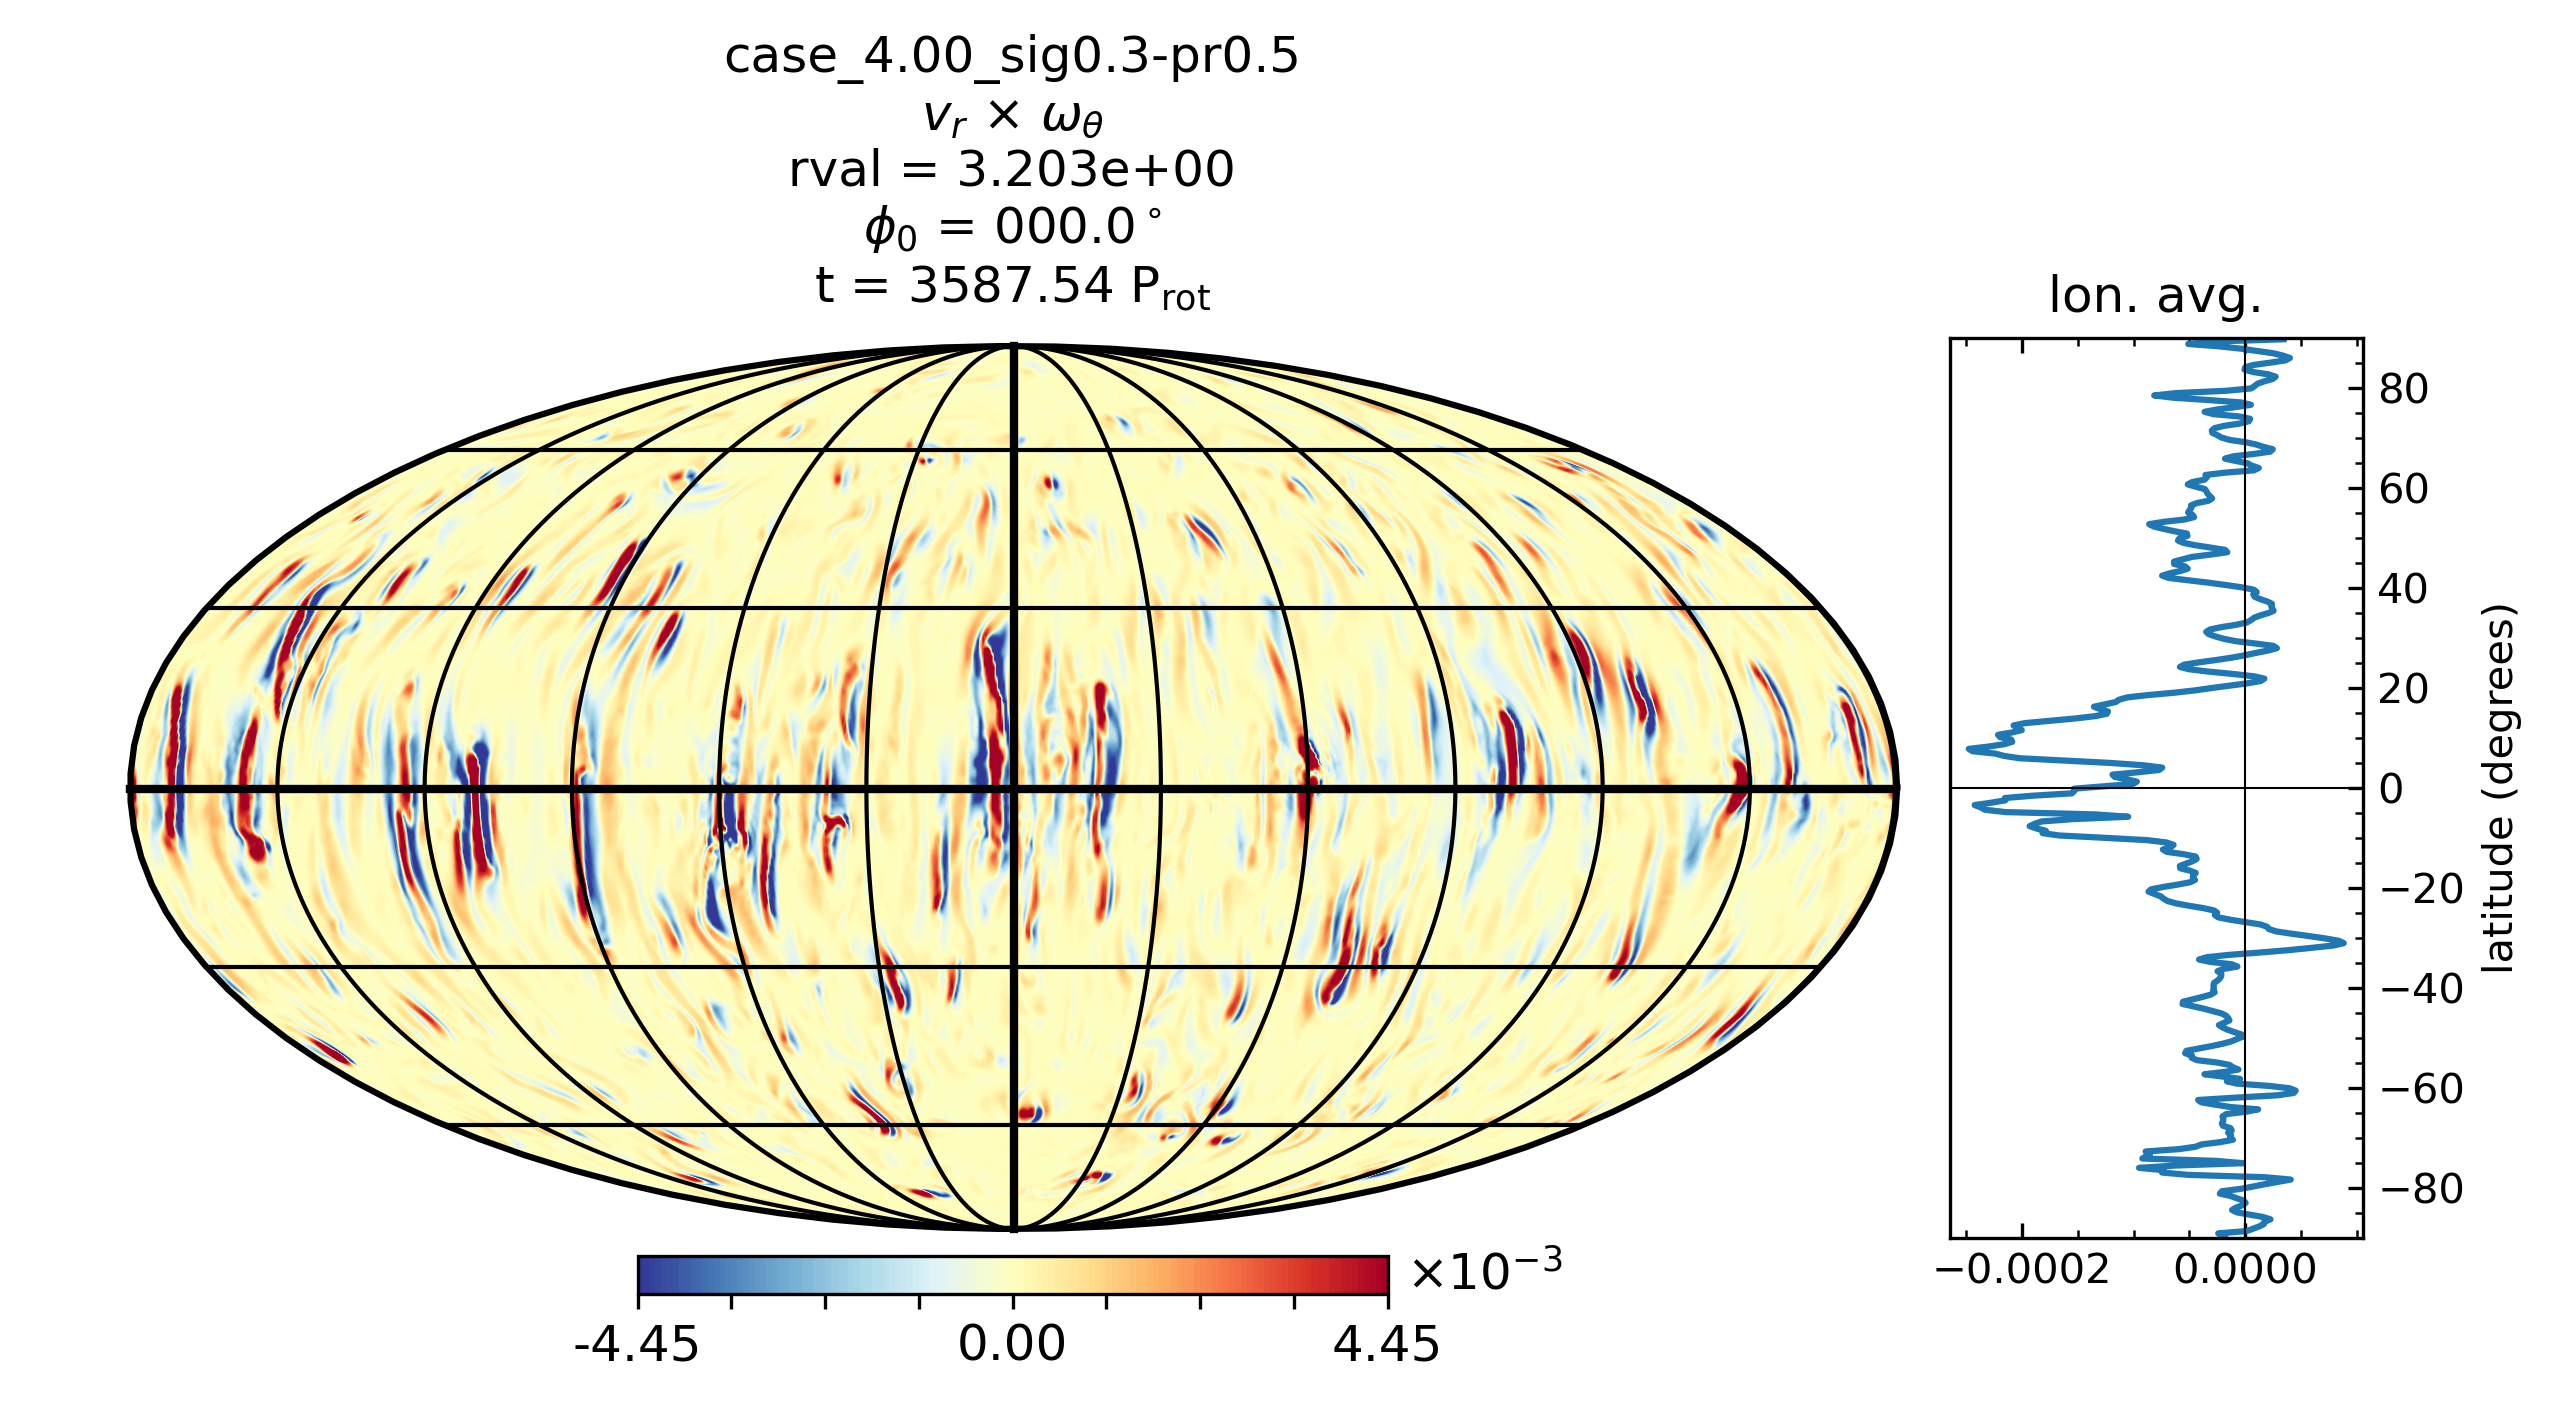 case_4.00_sig0.3-pr0.5
v_r × ω_θ
rval = 3.203e+00
ϕ_0 = 000.0°
t = 3587.54 P_rot
lon. avg.
80
60
40
20
0
−20
−40
−60
−80
latitude (degrees)
−0.0002 0.0000
×10^−3
-4.45 0.00 4.45